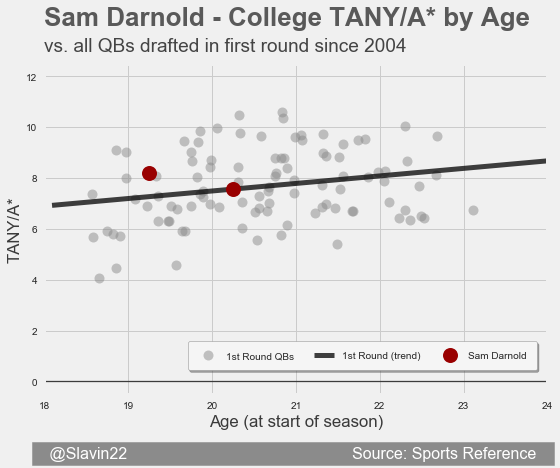 Sam Darnold - College TANY/A* by Age
vs. all QBs drafted in first round since 2004
12
10
8
6
4
2
0
TANY/A*
1st Round QBs
1st Round (trend)
Sam Darnold
18
19
20
21
22
23
24
Age (at start of season)
@Slavin22
Source: Sports Reference